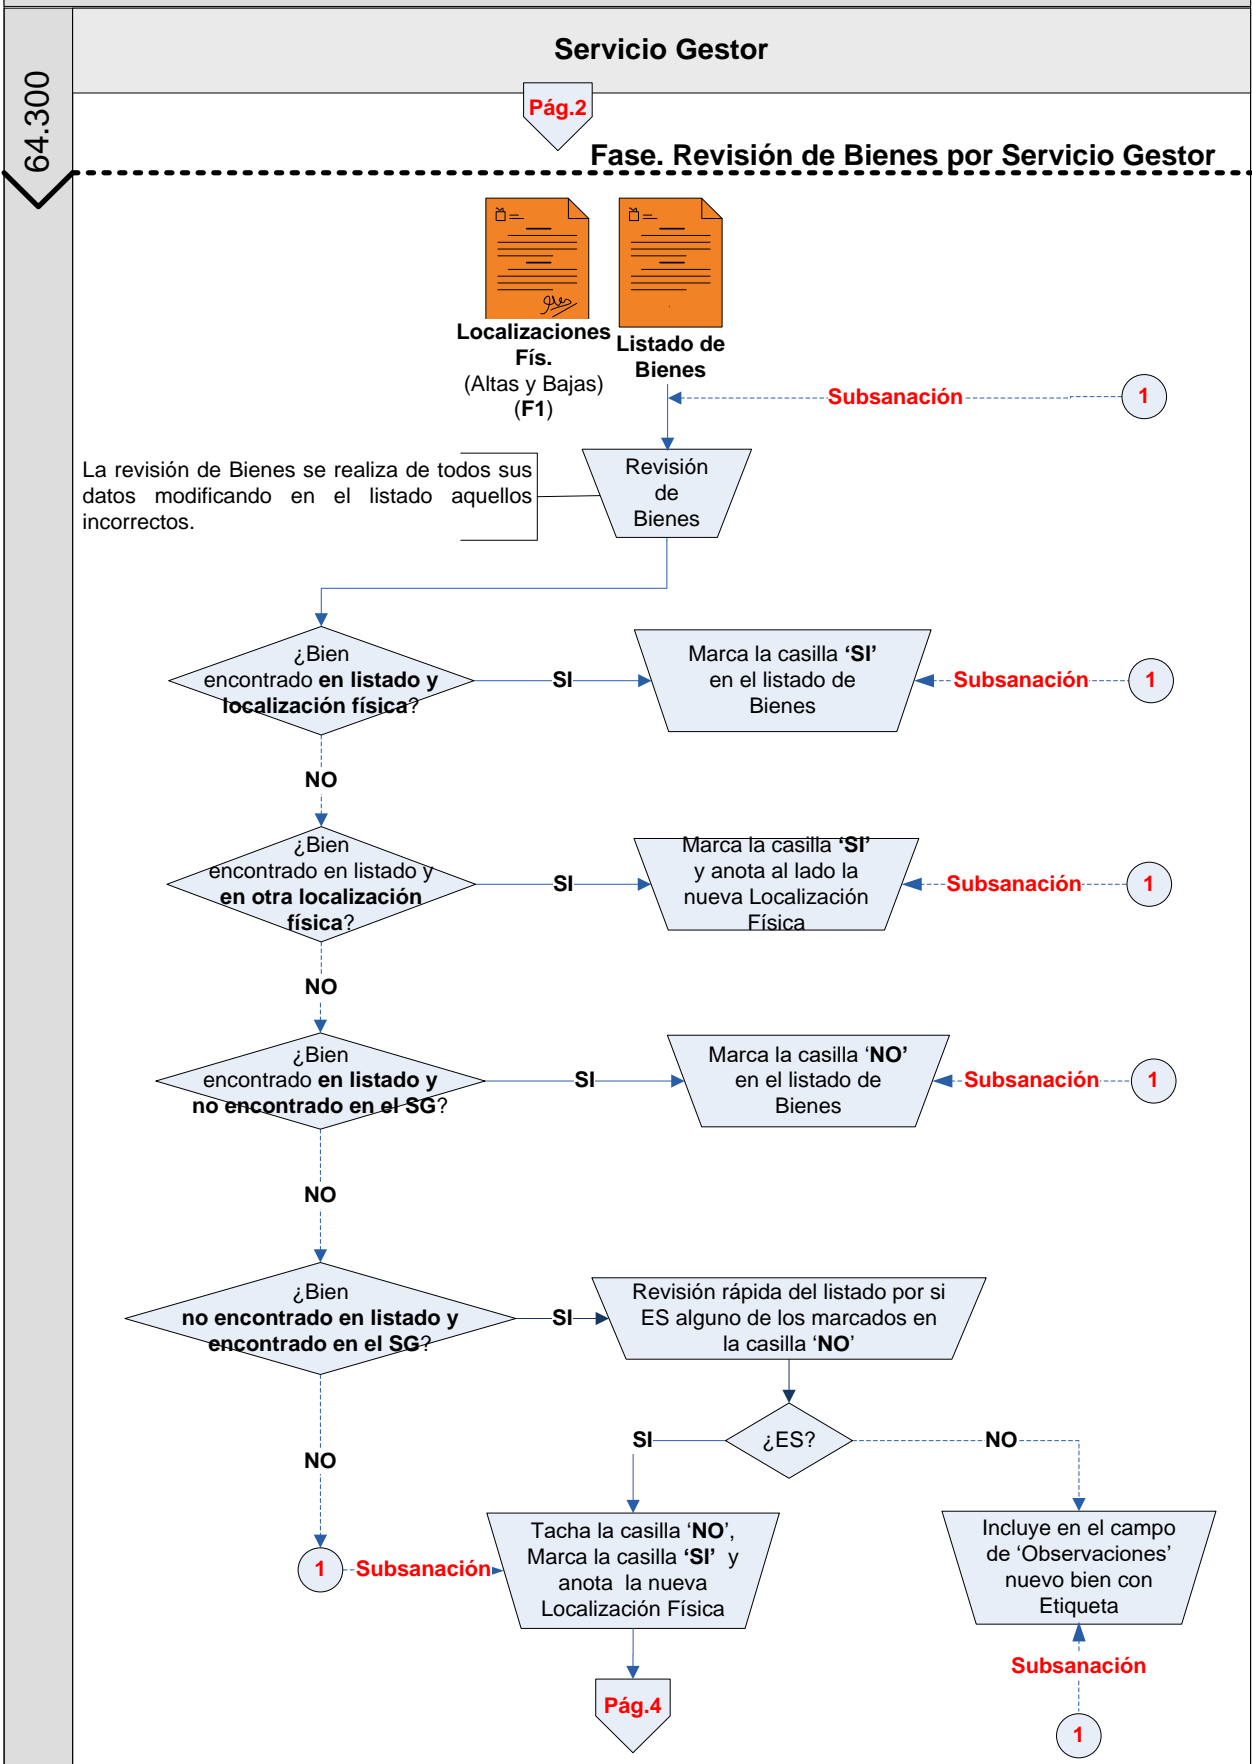 Servicio Gestor
64.300
Pág.2
Fase. Revisión de Bienes por Servicio Gestor
Localizaciones
Fís.
(Altas y Bajas)
(F1)
Listado de
Bienes
Subsanación
1
La revisión de Bienes se realiza de todos sus
datos modificando en el listado aquellos
incorrectos.
Revisión
de
Bienes
¿Bien
encontrado en listado y
localización física?
SI
Marca la casilla ‘SI’
en el listado de
Bienes
Subsanación
1
NO
¿Bien
encontrado en listado y
en otra localización
física?
SI
Marca la casilla ‘SI’
y anota al lado la
nueva Localización
Física
Subsanación
1
NO
¿Bien
encontrado en listado y
no encontrado en el SG?
SI
Marca la casilla ‘NO’
en el listado de
Bienes
Subsanación
1
NO
¿Bien
no encontrado en listado y
encontrado en el SG?
SI
Revisión rápida del listado por si
ES alguno de los marcados en
la casilla ‘NO’
¿ES?
SI
NO
NO
1
Subsanación
Tacha la casilla ‘NO’,
Marca la casilla ‘SI’ y
anota la nueva
Localización Física
Incluye en el campo
de ‘Observaciones’
nuevo bien con
Etiqueta
Subsanación
1
Pág.4